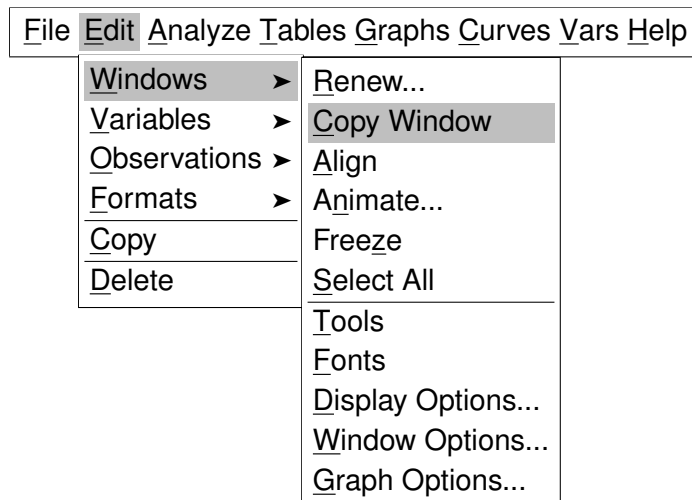 File Edit Analyze Tables Graphs Curves Vars Help
Windows ➤
Variables ➤
Observations ➤
Formats ➤
Copy
Delete
Renew...
Copy Window
Align
Animate...
Freeze
Select All
Tools
Fonts
Display Options...
Window Options...
Graph Options...